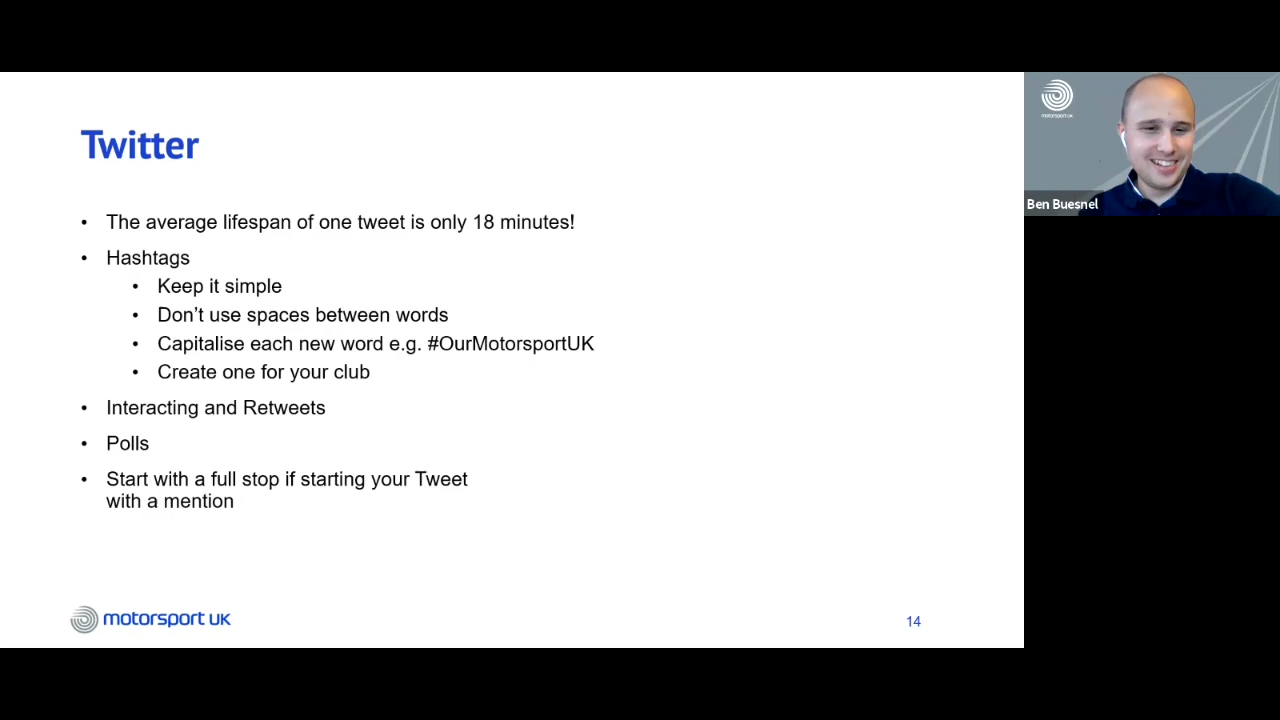 Twitter
• The average lifespan of one tweet is only 18 minutes!
• Hashtags
• Keep it simple
• Don’t use spaces between words
• Capitalise each new word e.g. #OurMotorsportUK
• Create one for your club
• Interacting and Retweets
• Polls
• Start with a full stop if starting your Tweet
with a mention
motorsport UK
14
motorsport UK
Ben Buesnel